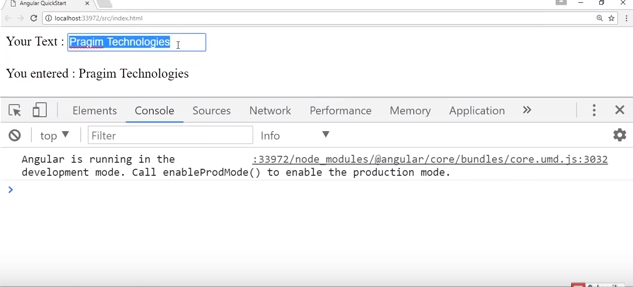 Angular QuickStart
localhost:33972/src/index.html
Your Text : Pragim Technologies
You entered : Pragim Technologies
Elements Console Sources Network Performance Memory Application »
top ▼ Filter Info ▼
Angular is running in the :33972/node_modules/@angular/core/bundles/core.umd.js:3032
development mode. Call enableProdMode() to enable the production mode.